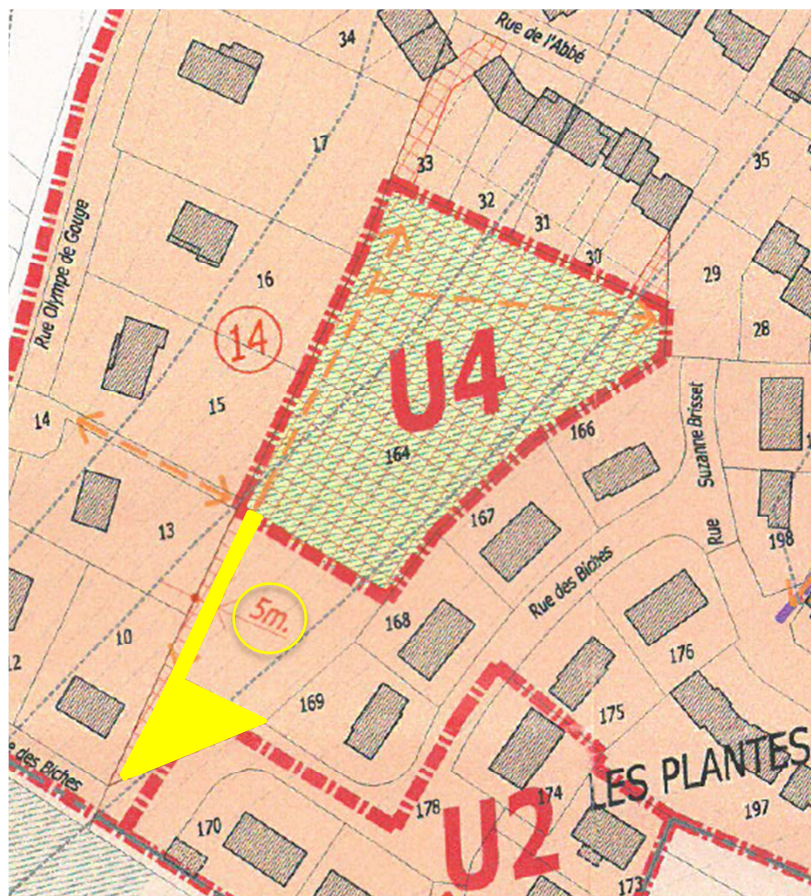 Rue de l'Abbé
34
17
33
32
31
30
35
29
28
Rue Olympe de Gouge
16
14
15
14
U4
164
166
Suzanne Brisset
Rue
13
167
198
Rue des Biches
5m.
168
10
12
176
169
175
e des Biches
LES PLANTES
174
178
197
170
U2
173